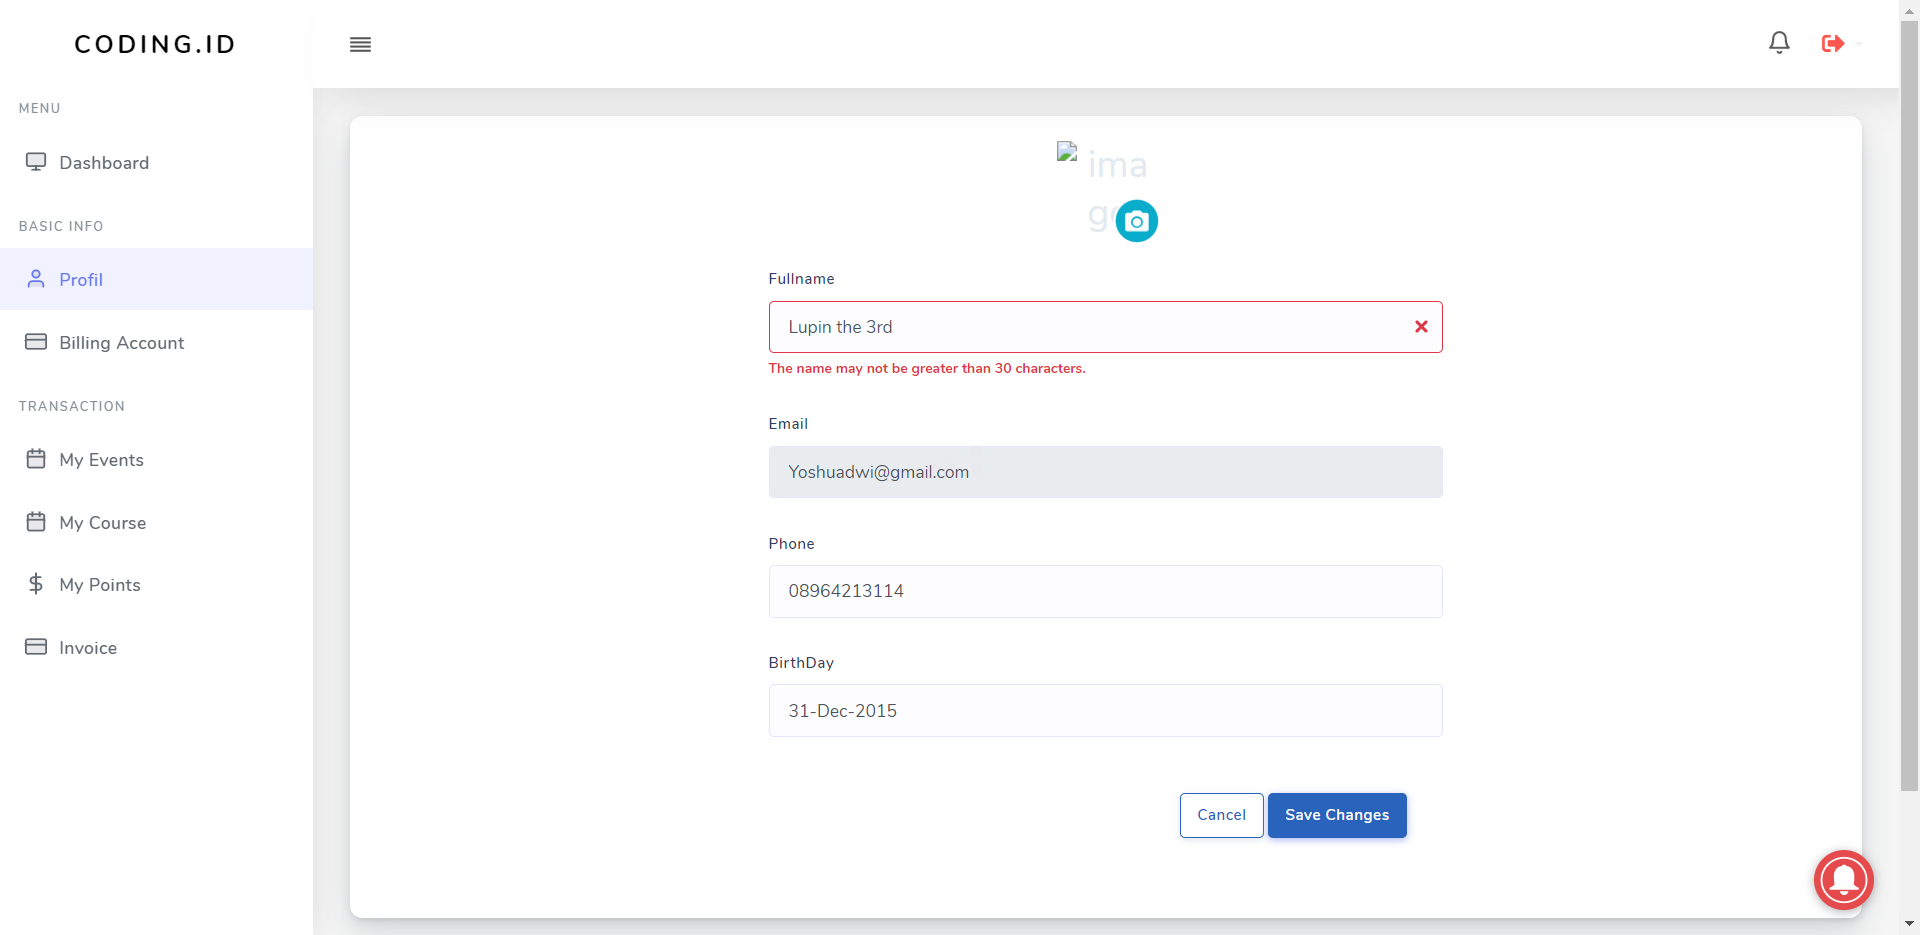 CODING.ID
MENU
Dashboard
BASIC INFO
Profil
Billing Account
TRANSACTION
My Events
My Course
My Points
Invoice
ima
ge
Fullname
Lupin the 3rd
The name may not be greater than 30 characters.
Email
Yoshuadwi@gmail.com
Phone
08964213114
BirthDay
31-Dec-2015
Cancel
Save Changes